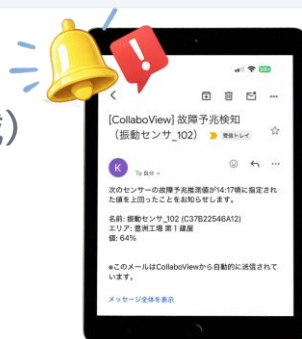 [CollaboView] 故障予兆検知
（振動センサ_102） 受信トレイ
K
To 自分
次のセンサーの故障予兆推測値が14:17頃に指定され
た値を上回ったことをお知らせします。
名前: 振動センサ_102 (C37B22546A12)
エリア: 豊洲工場 第1建屋
値: 64%
※このメールはCollaboViewから自動的に送信されて
います。
メッセージ全体を表示